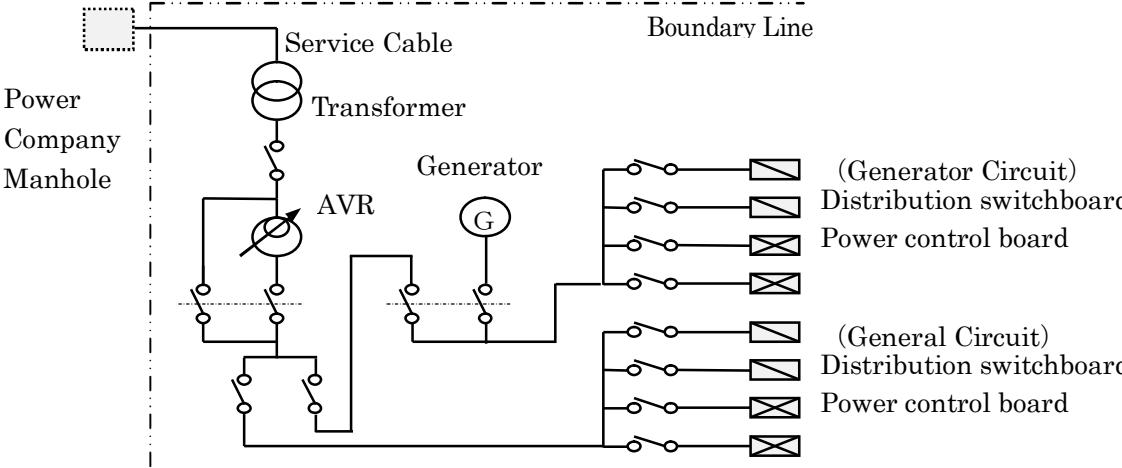 Boundary Line
Service Cable
Power
Company
Manhole
Transformer
Generator
AVR
G
(Generator Circuit)
Distribution switchboard
Power control board
(General Circuit)
Distribution switchboard
Power control board